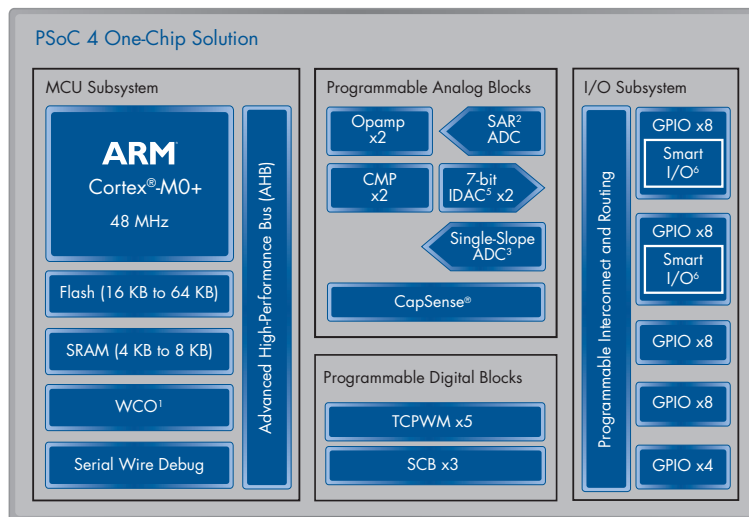 PSoC 4 One-Chip Solution
MCU Subsystem
ARM
Cortex®-M0+
48 MHz
Flash (16 KB to 64 KB)
SRAM (4 KB to 8 KB)
WCO¹
Serial Wire Debug
Advanced High-Performance Bus (AHB)
Programmable Analog Blocks
Opamp
x2
SAR²
ADC
CMP
x2
7-bit
IDAC⁵ x2
Single-Slope
ADC³
CapSense®
Programmable Digital Blocks
TCPWM x5
SCB x3
I/O Subsystem
Programmable Interconnect and Routing
GPIO x8
Smart
I/O⁶
GPIO x8
Smart
I/O⁶
GPIO x8
GPIO x8
GPIO x4